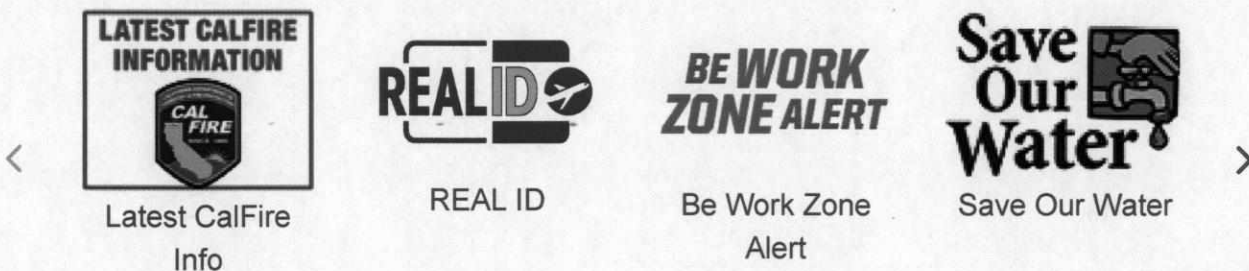 LATEST CALFIRE
INFORMATION
CAL
FIRE
Latest CalFire
Info
REAL ID
REAL ID
BE WORK
ZONE ALERT
Be Work Zone
Alert
Save
Our
Water
Save Our Water